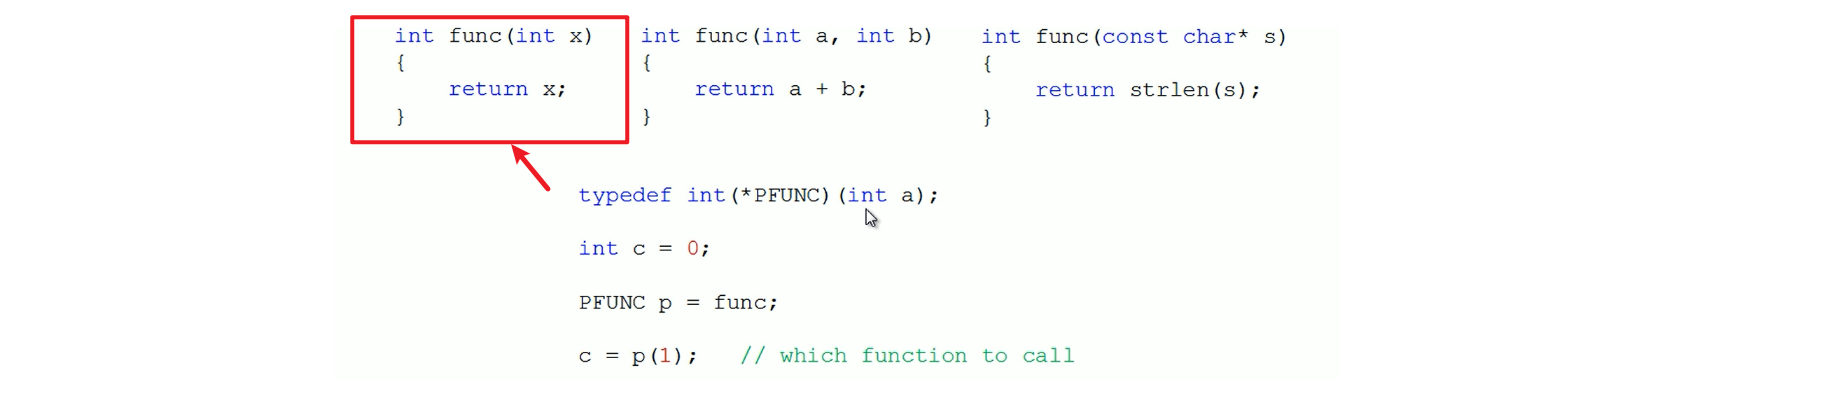 int func(int x)
{
    return x;
}
int func(int a, int b)
{
    return a + b;
}
int func(const char* s)
{
    return strlen(s);
}
typedef int(*PFUNC)(int a);
int c = 0;
PFUNC p = func;
c = p(1);   // which function to call